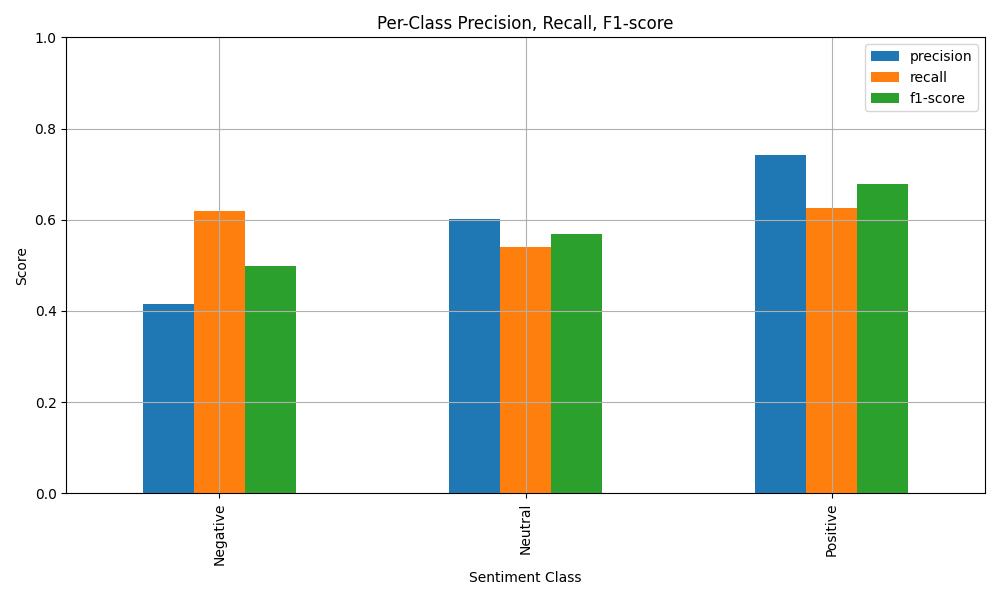 Per-Class Precision, Recall, F1-score
precision
recall
f1-score
1.0
0.8
0.6
0.4
0.2
0.0
Score
Negative
Neutral
Positive
Sentiment Class